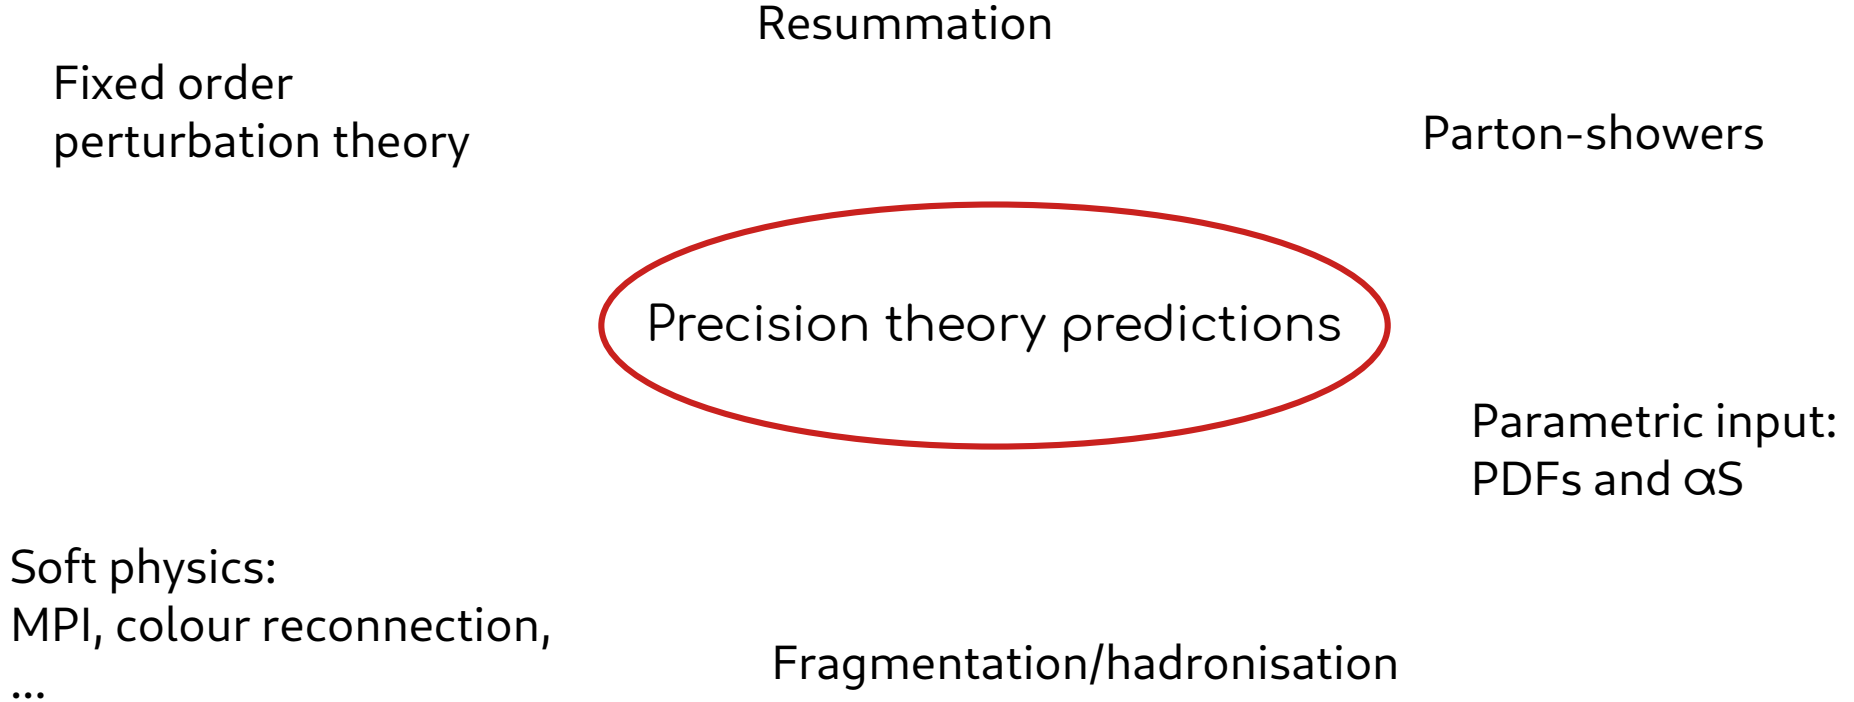 Resummation
Fixed order
perturbation theory
Parton-showers
Precision theory predictions
Parametric input:
PDFs and αS
Soft physics:
MPI, colour reconnection,
...
Fragmentation/hadronisation